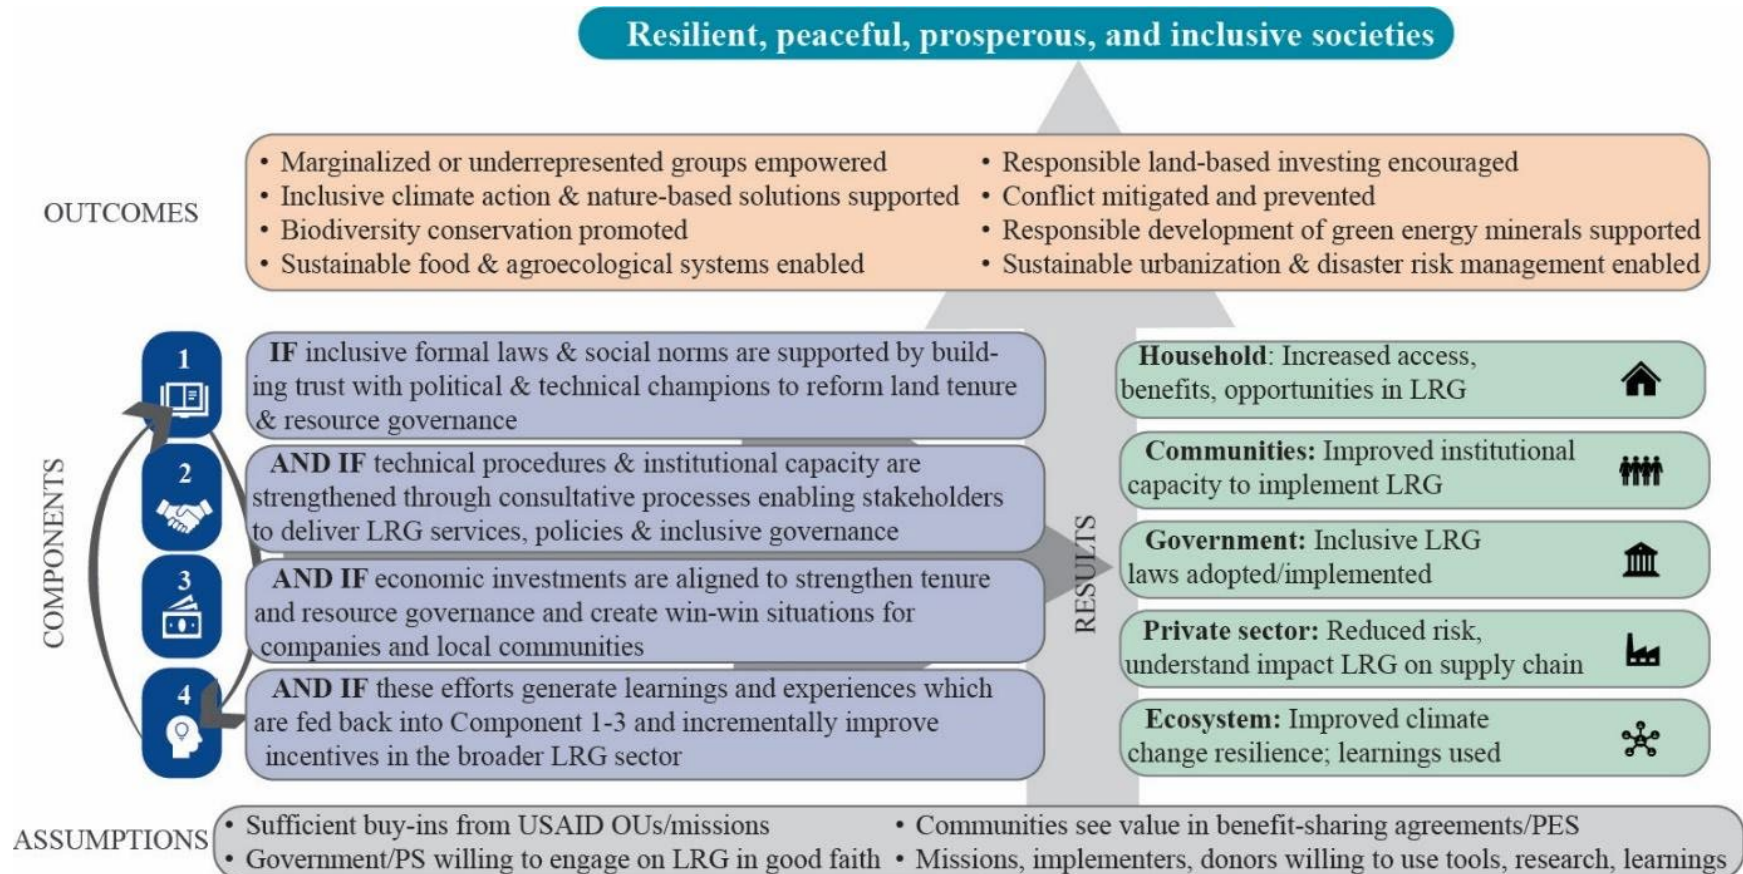 Resilient, peaceful, prosperous, and inclusive societies
OUTCOMES
• Marginalized or underrepresented groups empowered
• Inclusive climate action & nature-based solutions supported
• Biodiversity conservation promoted
• Sustainable food & agroecological systems enabled
• Responsible land-based investing encouraged
• Conflict mitigated and prevented
• Responsible development of green energy minerals supported
• Sustainable urbanization & disaster risk management enabled
COMPONENTS
1
IF inclusive formal laws & social norms are supported by build-
ing trust with political & technical champions to reform land tenure
& resource governance
2
AND IF technical procedures & institutional capacity are
strengthened through consultative processes enabling stakeholders
to deliver LRG services, policies & inclusive governance
3
AND IF economic investments are aligned to strengthen tenure
and resource governance and create win-win situations for
companies and local communities
4
AND IF these efforts generate learnings and experiences which
are fed back into Component 1-3 and incrementally improve
incentives in the broader LRG sector
RESULTS
Household: Increased access,
benefits, opportunities in LRG
Communities: Improved institutional
capacity to implement LRG
Government: Inclusive LRG
laws adopted/implemented
Private sector: Reduced risk,
understand impact LRG on supply chain
Ecosystem: Improved climate
change resilience; learnings used
ASSUMPTIONS
• Sufficient buy-ins from USAID OUs/missions
• Government/PS willing to engage on LRG in good faith
• Communities see value in benefit-sharing agreements/PES
• Missions, implementers, donors willing to use tools, research, learnings